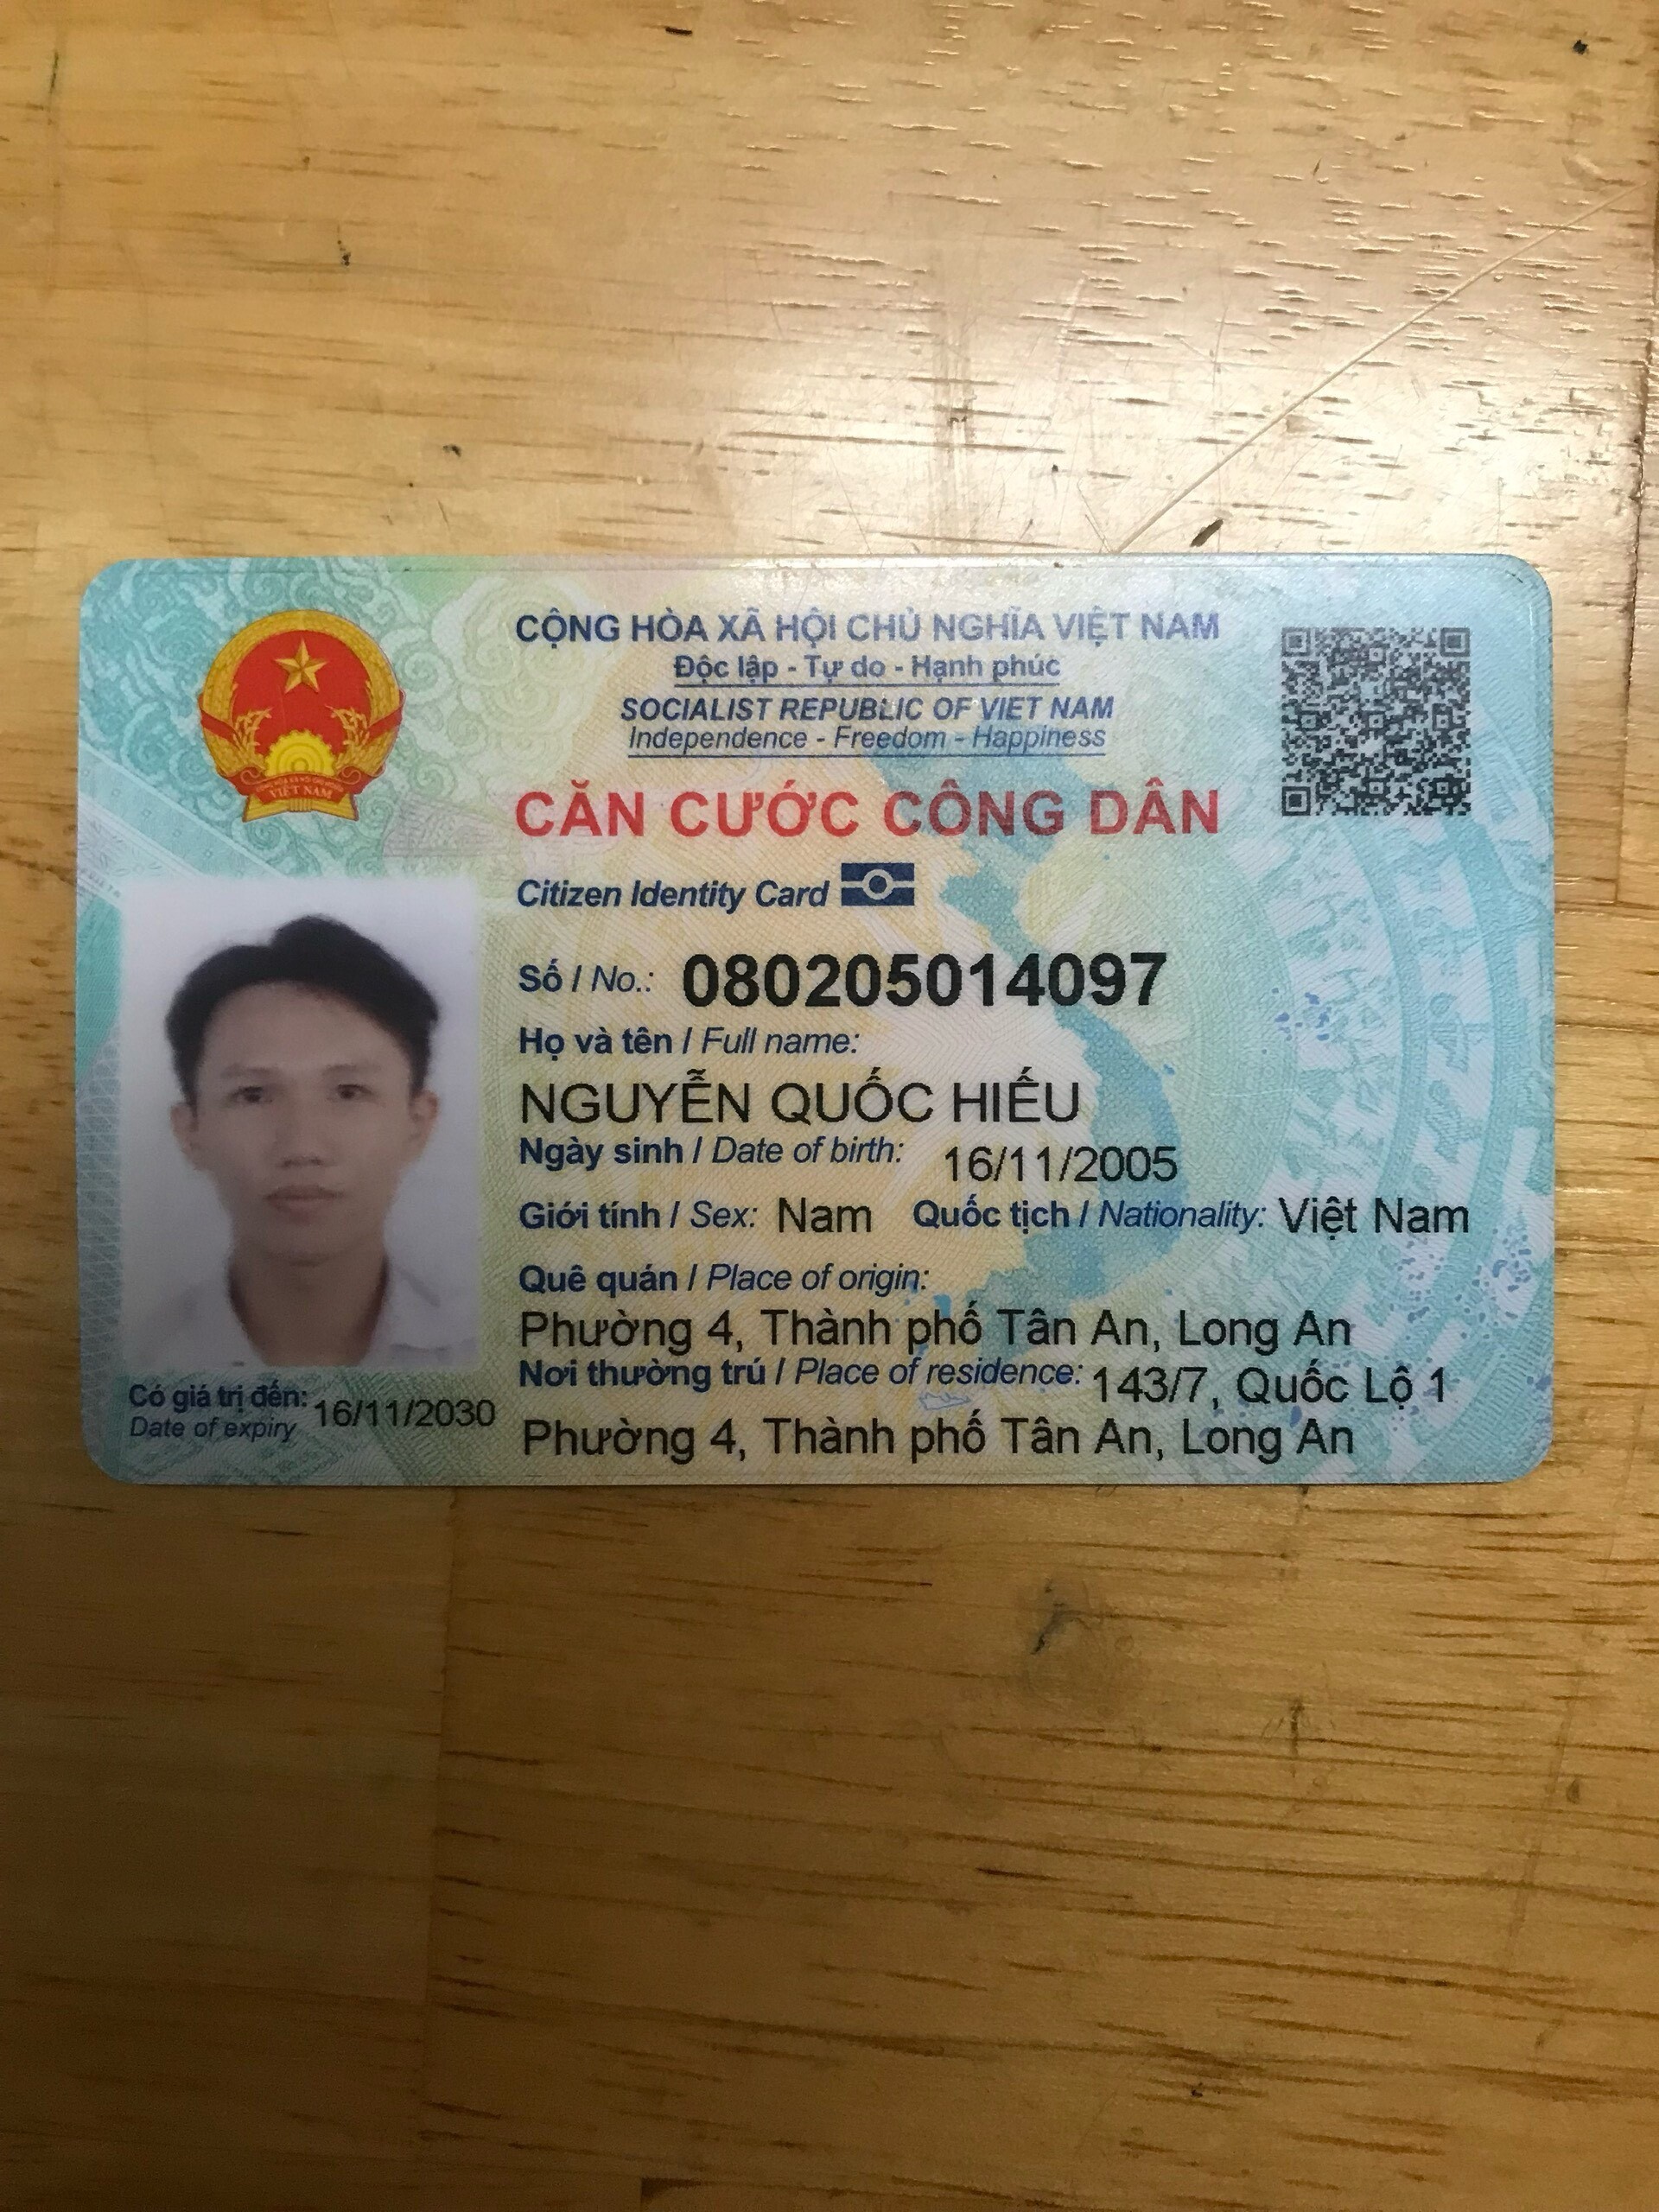 CỘNG HÒA XÃ HỘI CHỦ NGHĨA VIỆT NAM
Độc lập - Tự do - Hạnh phúc
SOCIALIST REPUBLIC OF VIET NAM
Independence - Freedom - Happiness
VIỆT NAM
CĂN CƯỚC CÔNG DÂN
Citizen Identity Card
Số / No.: 080205014097
Họ và tên / Full name:
NGUYỄN QUỐC HIẾU
Ngày sinh / Date of birth: 16/11/2005
Giới tính / Sex: Nam Quốc tịch / Nationality: Việt Nam
Quê quán / Place of origin:
Phường 4, Thành phố Tân An, Long An
Nơi thường trú / Place of residence: 143/7, Quốc Lộ 1
Phường 4, Thành phố Tân An, Long An
Có giá trị đến: 16/11/2030
Date of expiry